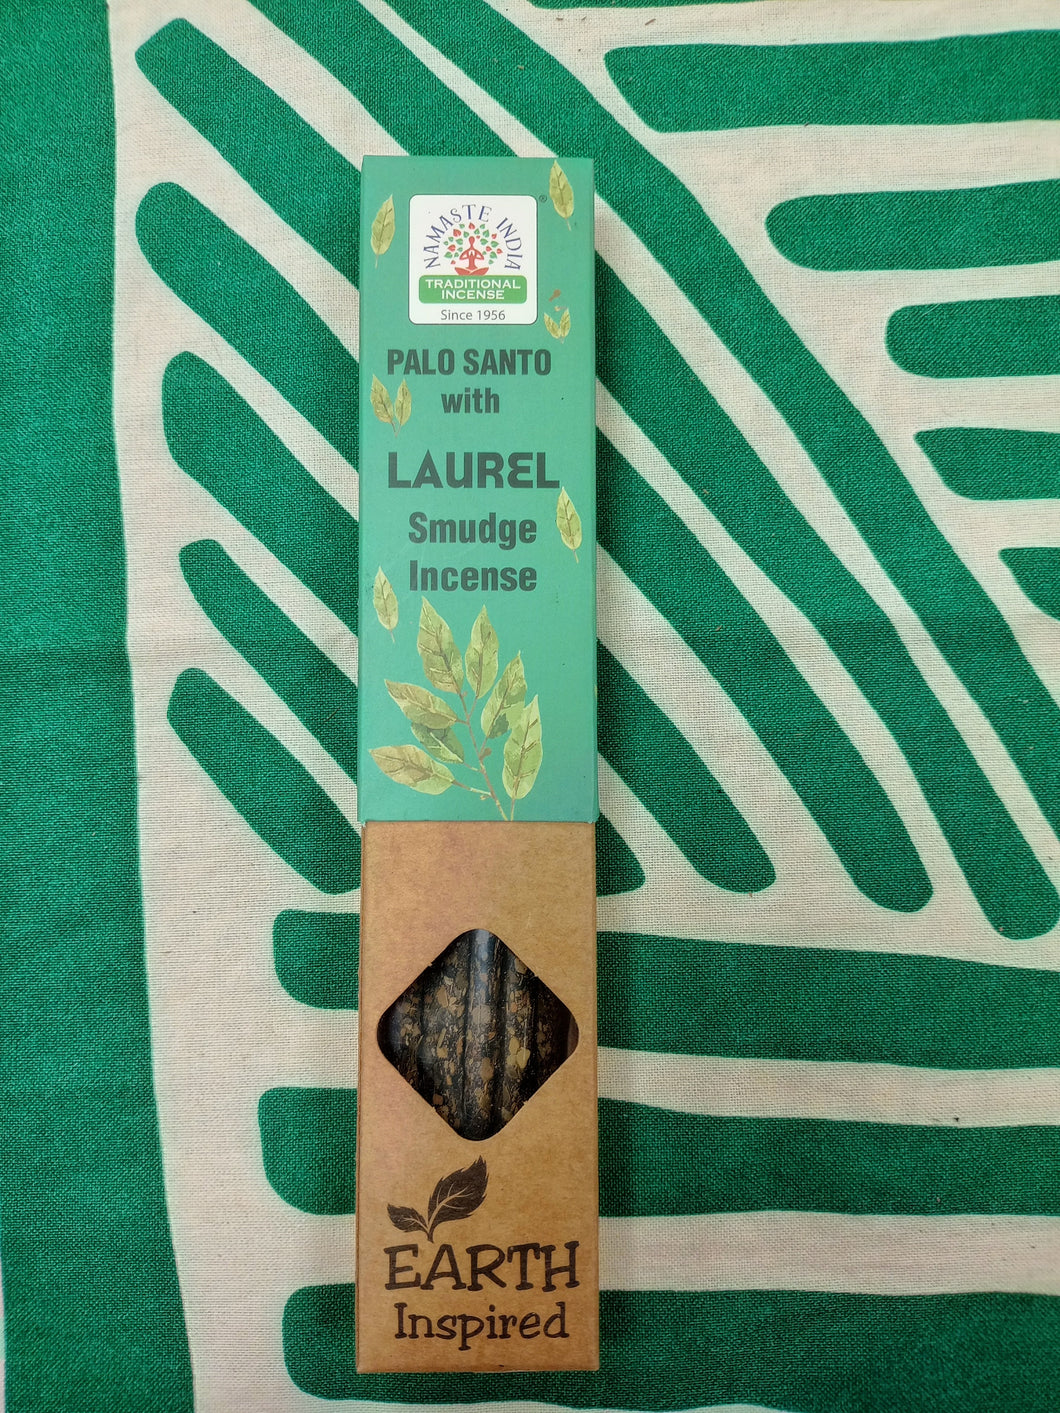 NAMASTE INDIA
®
TRADITIONAL
INCENSE
Since 1956
PALO SANTO
with
LAUREL
Smudge
Incense
EARTH
Inspired